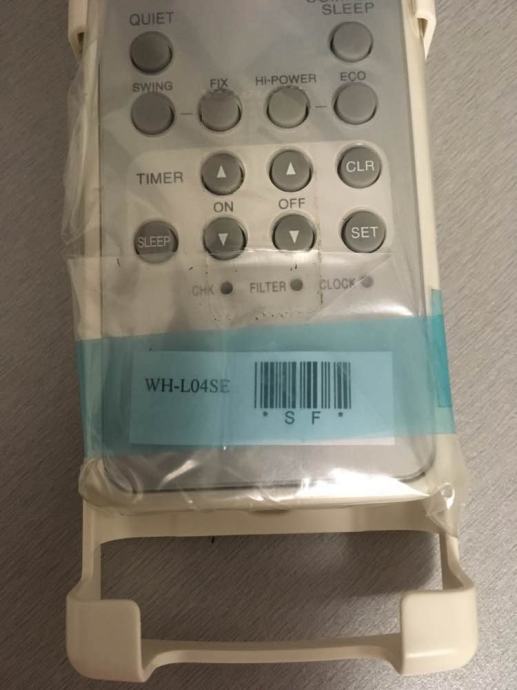 QUIET
SLEEP
SWING FIX HI-POWER ECO
TIMER CLR
ON OFF
SLEEP SET
CHK FILTER CLOCK
WH-L04SE
* S F *